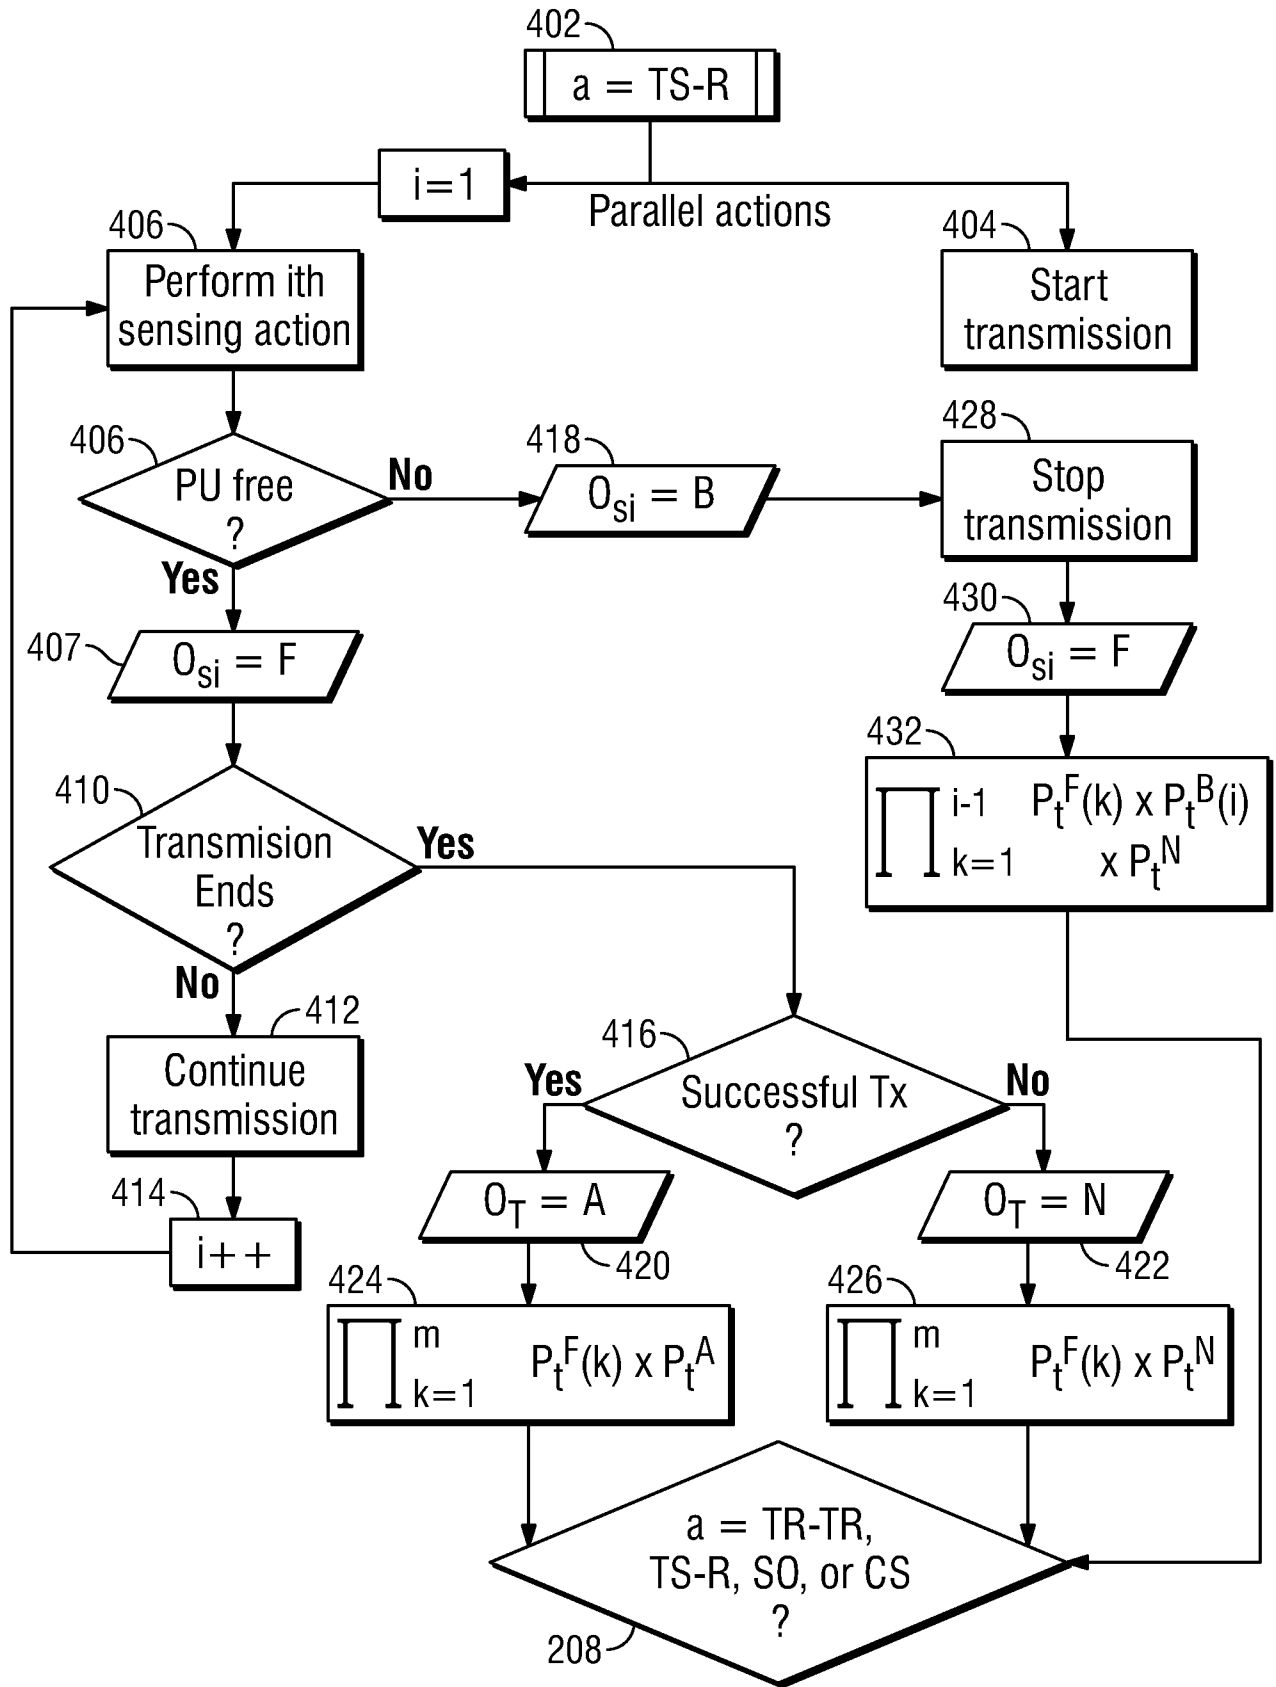 402
a = TS-R
i=1
Parallel actions
406
Perform ith
sensing action
404
Start
transmission
406
PU free
?
No
Yes
418
O_si = B
428
Stop
transmission
407
O_si = F
430
O_si = F
432
∏ i-1 P_t^F(k) x P_t^B(i)
k=1 x P_t^N
410
Transmision
Ends
?
Yes
No
412
Continue
transmission
414
i++
416
Successful Tx
?
Yes
No
O_T = A
420
O_T = N
422
424
∏ m
P_t^F(k) x P_t^A
k=1
426
∏ m
P_t^F(k) x P_t^N
k=1
a = TR-TR,
TS-R, SO, or CS
?
208